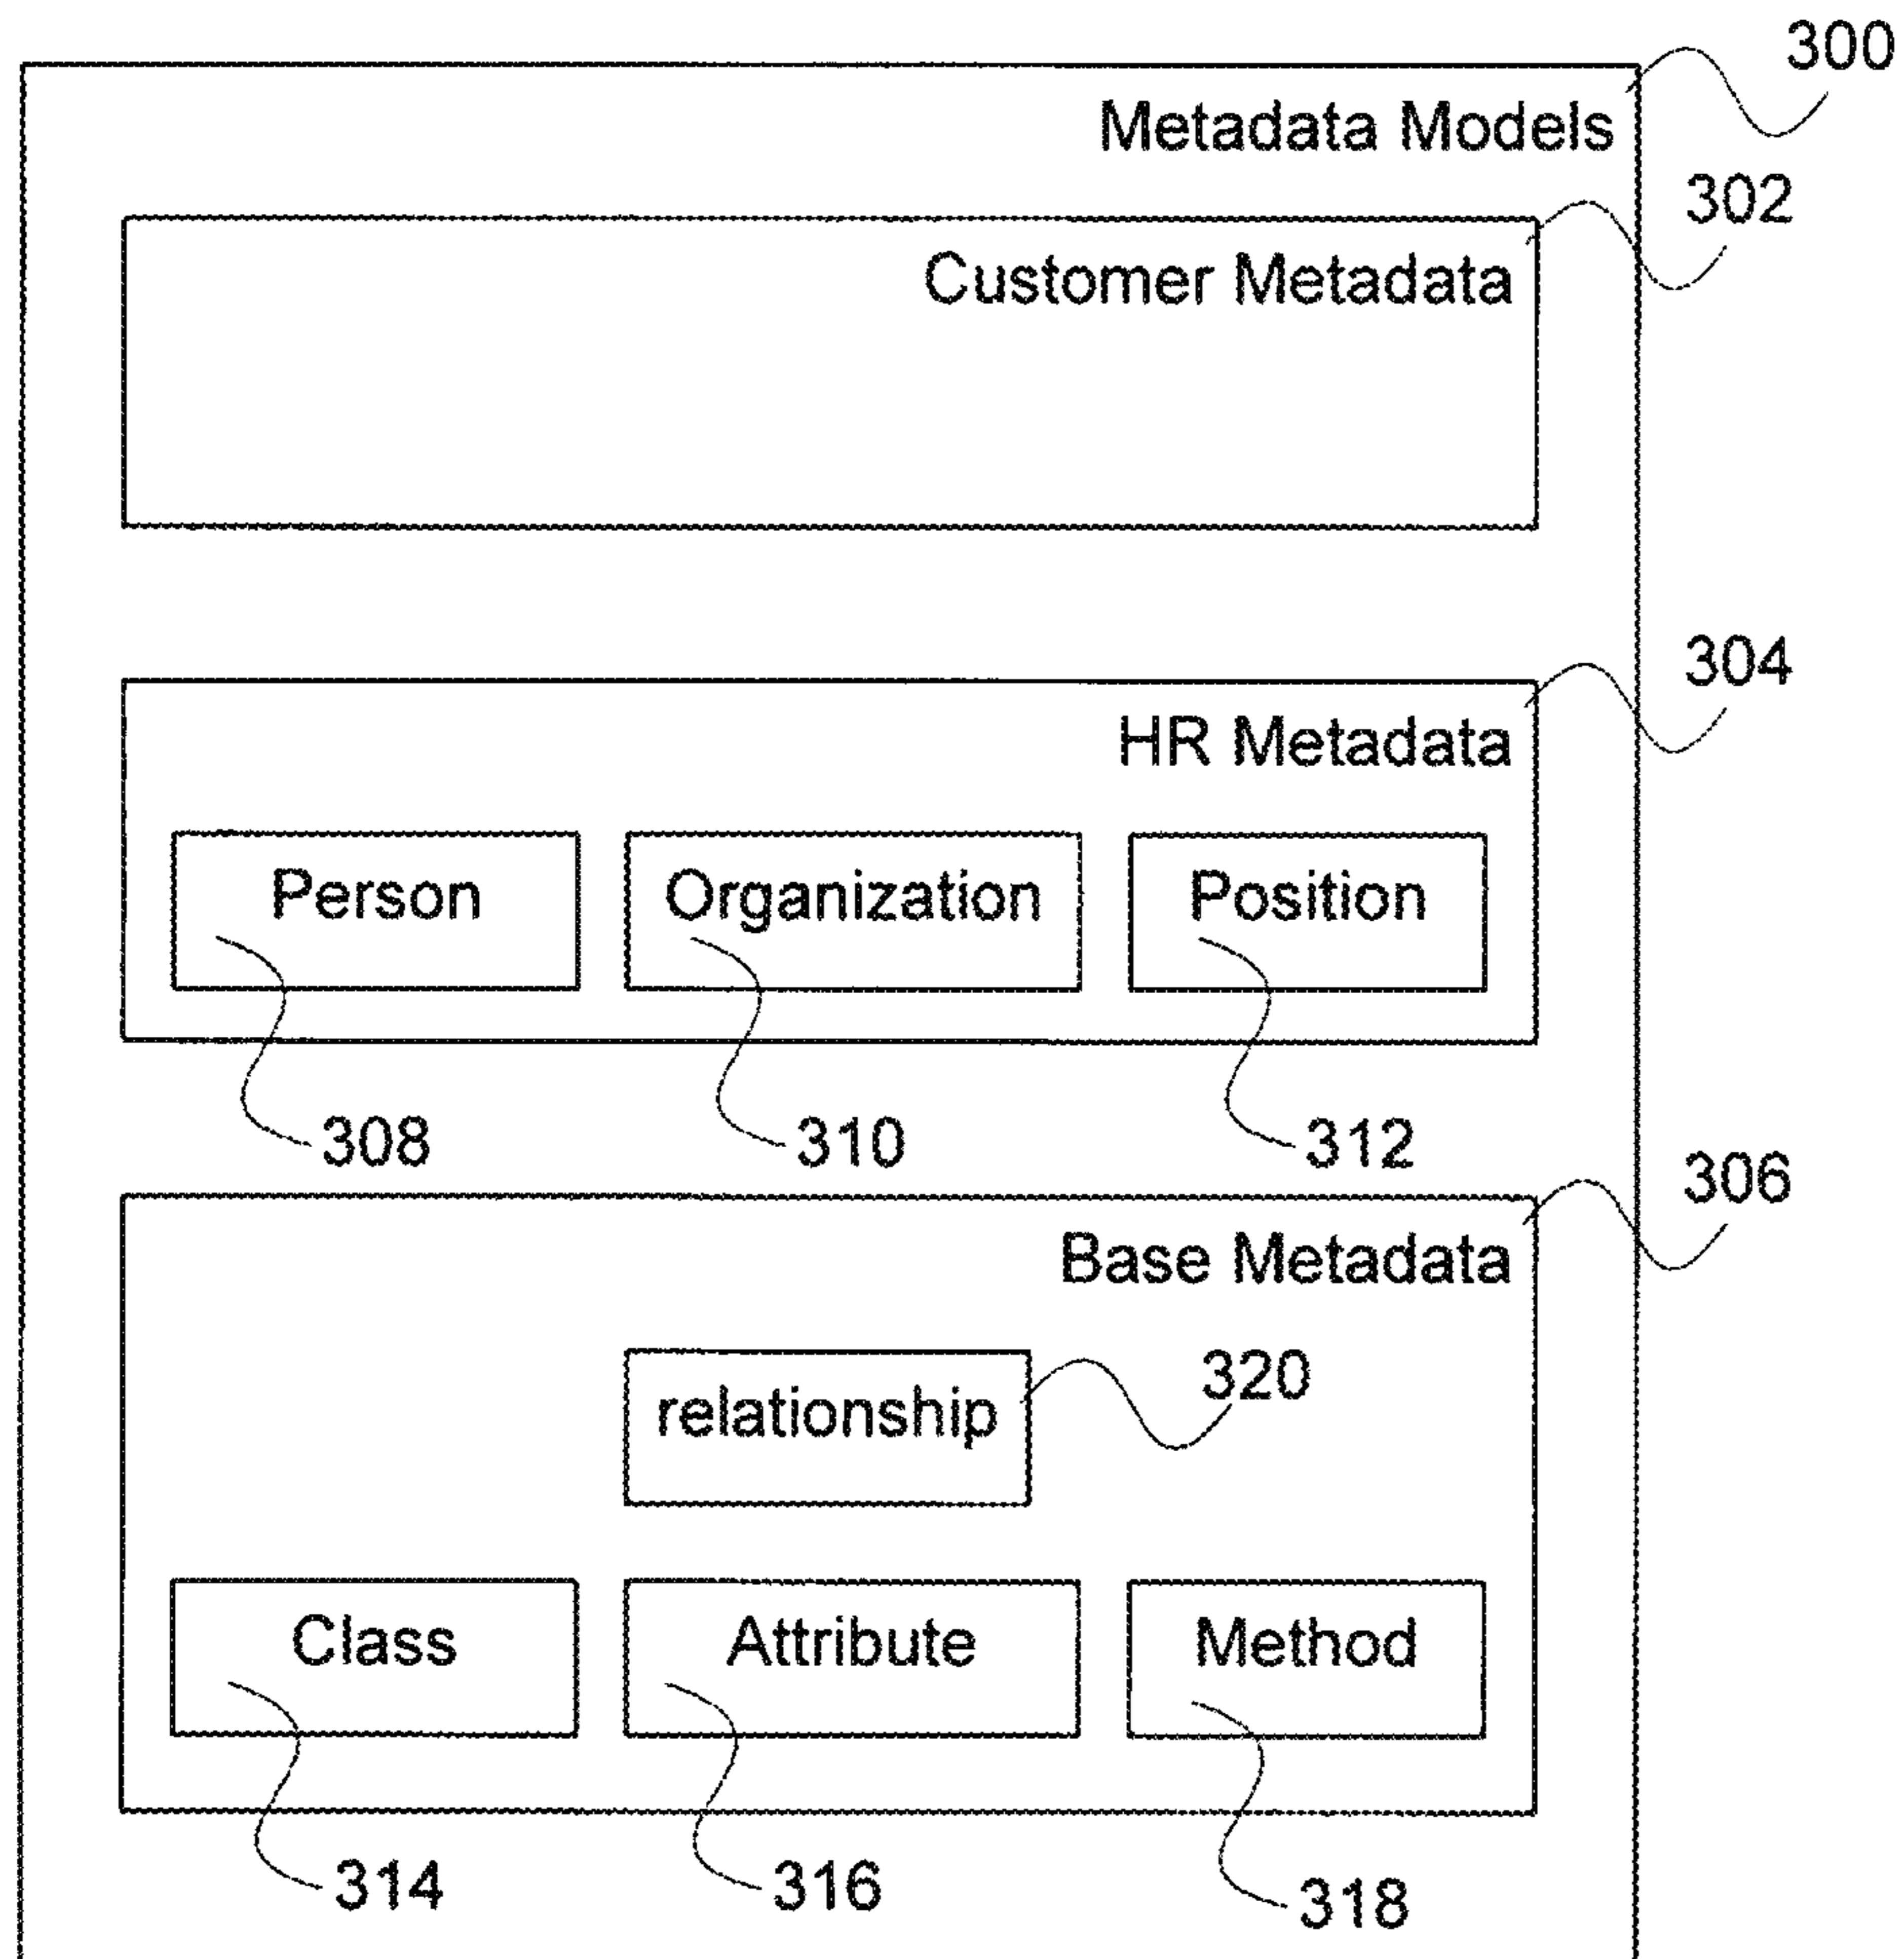 300
Metadata Models
302
Customer Metadata
304
HR Metadata
Person Organization Position
308 310 312
306
Base Metadata
320
relationship
Class Attribute Method
314 316 318